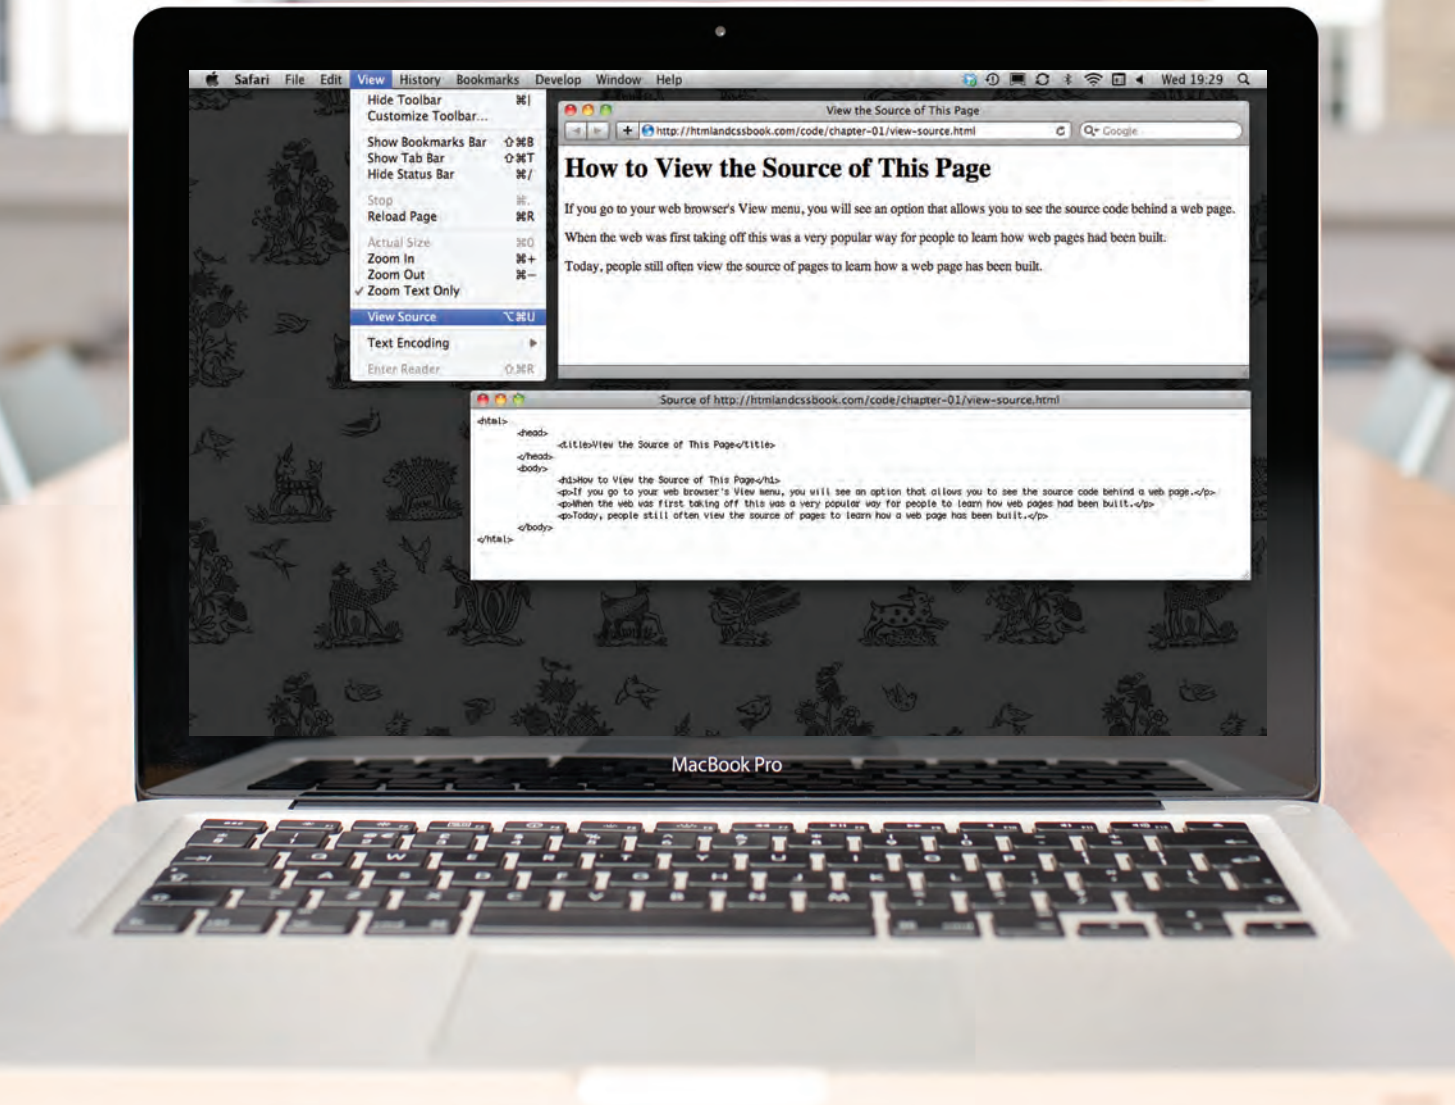 Safari File Edit View History Bookmarks Develop Window Help Wed 19:29
Hide Toolbar ⌘|
Customize Toolbar...
Show Bookmarks Bar ⇧⌘B
Show Tab Bar ⇧⌘T
Hide Status Bar ⌘/
Stop ⌘.
Reload Page ⌘R
Actual Size ⌘0
Zoom In ⌘+
Zoom Out ⌘–
✓ Zoom Text Only
View Source ⌥⌘U
Text Encoding
Enter Reader ⇧⌘R
View the Source of This Page
http://htmlandcssbook.com/code/chapter-01/view-source.html
Google
How to View the Source of This Page
If you go to your web browser's View menu, you will see an option that allows you to see the source code behind a web page.
When the web was first taking off this was a very popular way for people to learn how web pages had been built.
Today, people still often view the source of pages to learn how a web page has been built.
Source of http://htmlandcssbook.com/code/chapter-01/view-source.html
<html>
<head>
<title>View the Source of This Page</title>
</head>
<body>
<h1>How to View the Source of This Page</h1>
<p>If you go to your web browser's View menu, you will see an option that allows you to see the source code behind a web page.</p>
<p>When the web was first taking off this was a very popular way for people to learn how web pages had been built.</p>
<p>Today, people still often view the source of pages to learn how a web page has been built.</p>
</body>
</html>
MacBook Pro
Q W E R T Y U I O P
A S D F G H J K L
Z X C V B N M